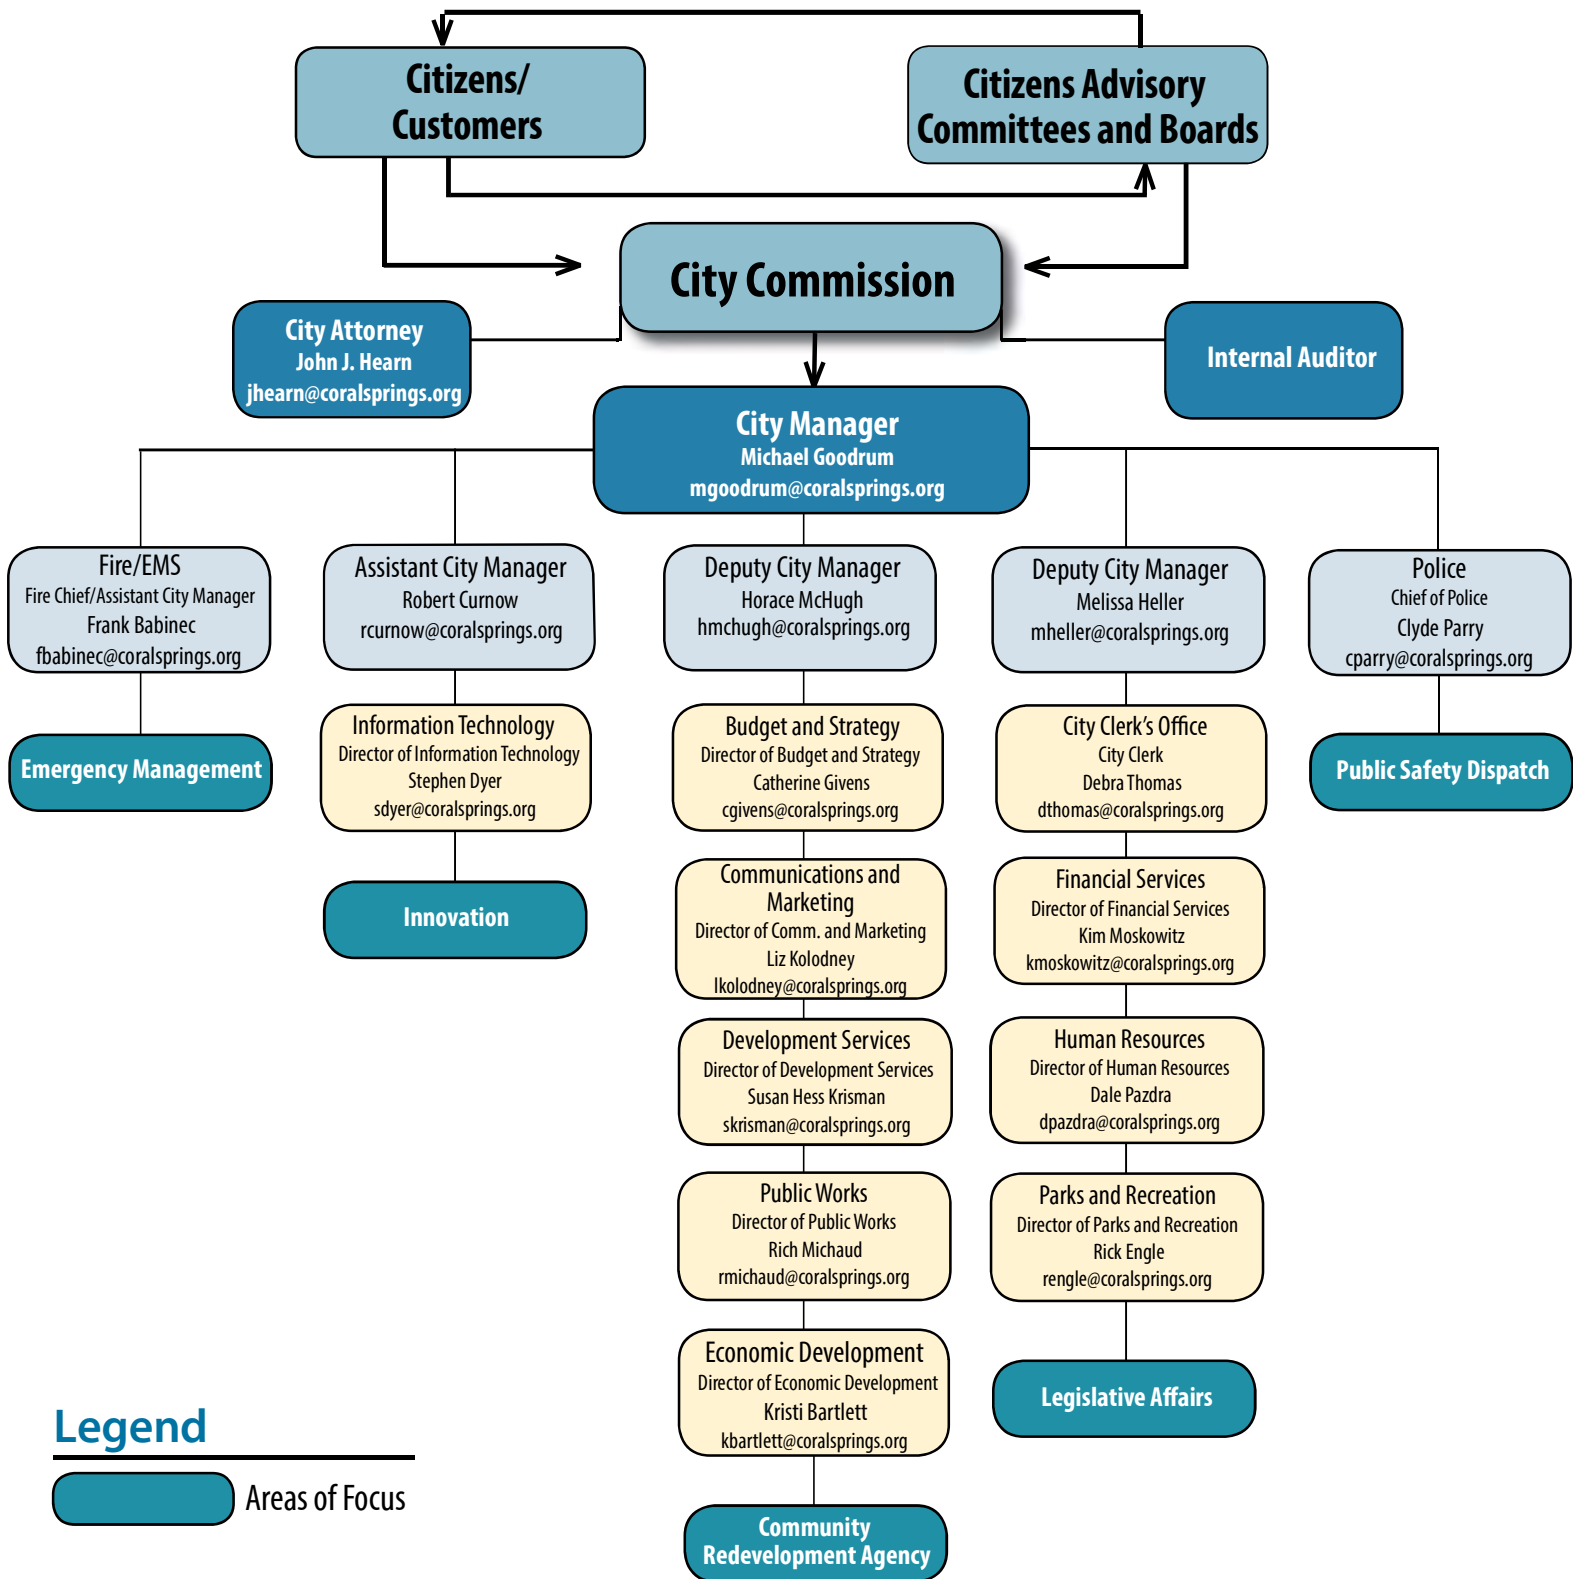 Citizens/
Customers
Citizens Advisory
Committees and Boards
City Commission
City Attorney
John J. Hearn
jhearn@coralsprings.org
Internal Auditor
City Manager
Michael Goodrum
mgoodrum@coralsprings.org
Fire/EMS
Fire Chief/Assistant City Manager
Frank Babinec
fbabinec@coralsprings.org
Emergency Management
Assistant City Manager
Robert Curnow
rcurnow@coralsprings.org
Information Technology
Director of Information Technology
Stephen Dyer
sdyer@coralsprings.org
Innovation
Deputy City Manager
Horace McHugh
hmchugh@coralsprings.org
Budget and Strategy
Director of Budget and Strategy
Catherine Givens
cgivens@coralsprings.org
Communications and
Marketing
Director of Comm. and Marketing
Liz Kolodney
lkolodney@coralsprings.org
Development Services
Director of Development Services
Susan Hess Krisman
skrisman@coralsprings.org
Public Works
Director of Public Works
Rich Michaud
rmichaud@coralsprings.org
Economic Development
Director of Economic Development
Kristi Bartlett
kbartlett@coralsprings.org
Community
Redevelopment Agency
Deputy City Manager
Melissa Heller
mheller@coralsprings.org
City Clerk's Office
City Clerk
Debra Thomas
dthomas@coralsprings.org
Financial Services
Director of Financial Services
Kim Moskowitz
kmoskowitz@coralsprings.org
Human Resources
Director of Human Resources
Dale Pazdra
dpazdra@coralsprings.org
Parks and Recreation
Director of Parks and Recreation
Rick Engle
rengle@coralsprings.org
Legislative Affairs
Police
Chief of Police
Clyde Parry
cparry@coralsprings.org
Public Safety Dispatch
Legend
Areas of Focus